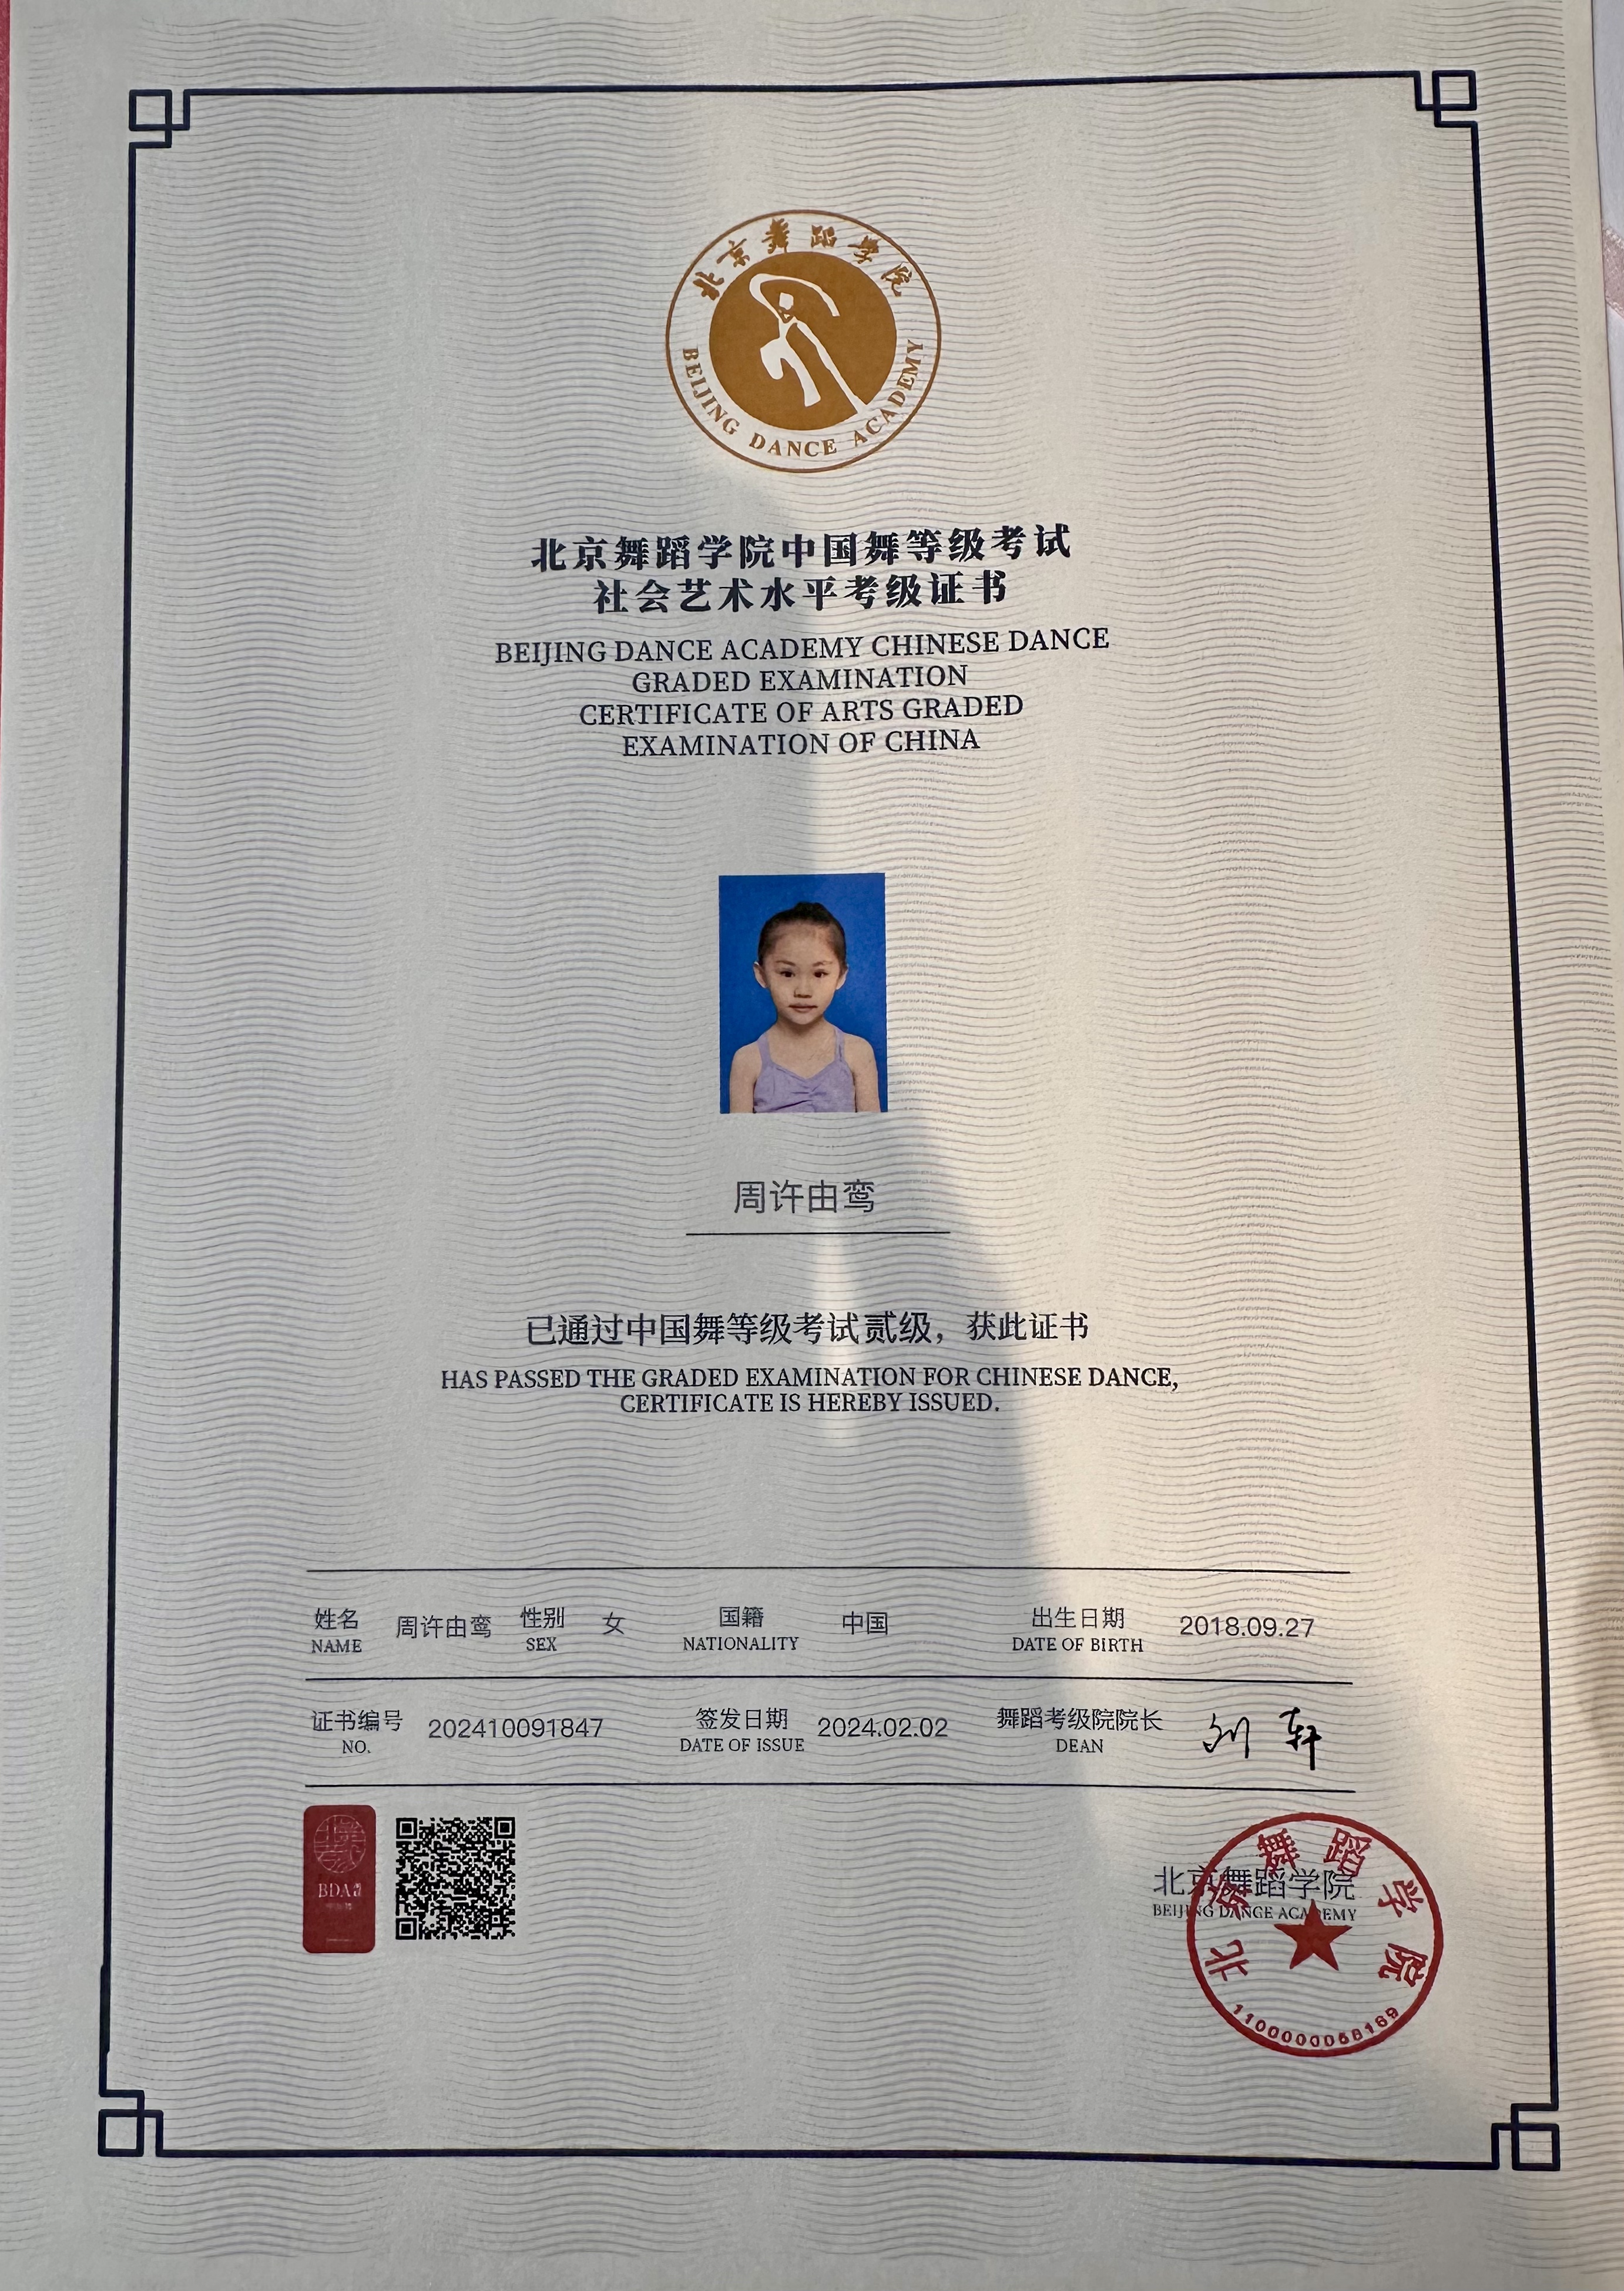 北京舞蹈学院
BEIJING DANCE ACADEMY
北京舞蹈学院中国舞等级考试
社会艺术水平考级证书
BEIJING DANCE ACADEMY CHINESE DANCE
GRADED EXAMINATION
CERTIFICATE OF ARTS GRADED
EXAMINATION OF CHINA
周许由鸾
已通过中国舞等级考试贰级，获此证书
HAS PASSED THE GRADED EXAMINATION FOR CHINESE DANCE,
CERTIFICATE IS HEREBY ISSUED.
姓名 周许由鸾 性别 女 国籍 中国 出生日期 2018.09.27
NAME SEX NATIONALITY DATE OF BIRTH
证书编号 202410091847 签发日期 2024.02.02 舞蹈考级院院长 刘轩
NO. DATE OF ISSUE DEAN
BDA
北京舞蹈学院
BEIJING DANCE ACADEMY
北京舞蹈学院